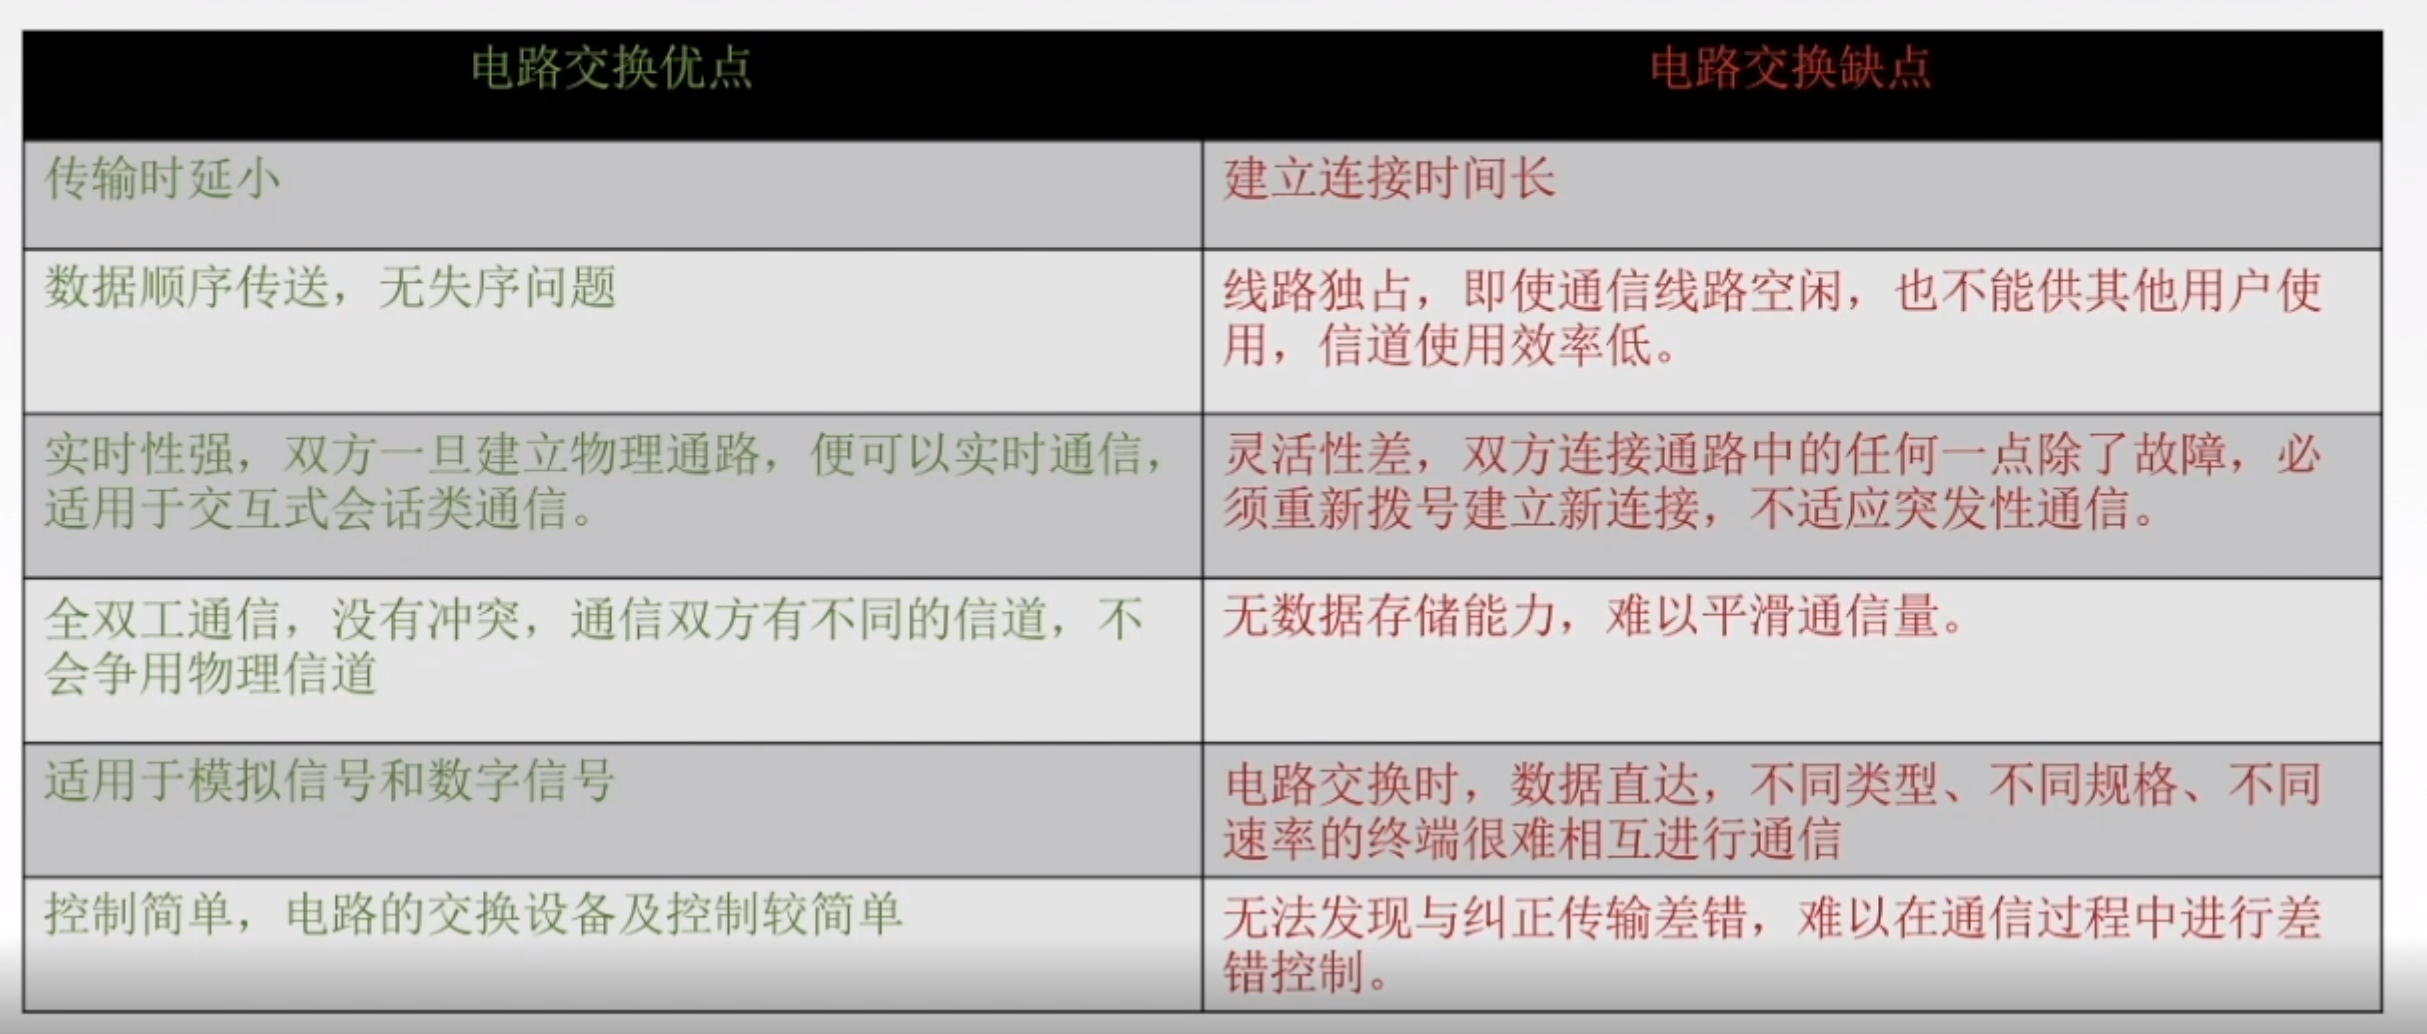 电路交换优点
电路交换缺点
传输时延小
建立连接时间长
数据顺序传送，无失序问题
线路独占，即使通信线路空闲，也不能供其他用户使
用，信道使用效率低。
实时性强，双方一旦建立物理通路，便可以实时通信，
适用于交互式会话类通信。
灵活性差，双方连接通路中的任何一点除了故障，必
须重新拨号建立新连接，不适应突发性通信。
全双工通信，没有冲突，通信双方有不同的信道，不
会争用物理信道
无数据存储能力，难以平滑通信量。
适用于模拟信号和数字信号
电路交换时，数据直达，不同类型、不同规格、不同
速率的终端很难相互进行通信
控制简单，电路的交换设备及控制较简单
无法发现与纠正传输差错，难以在通信过程中进行差
错控制。